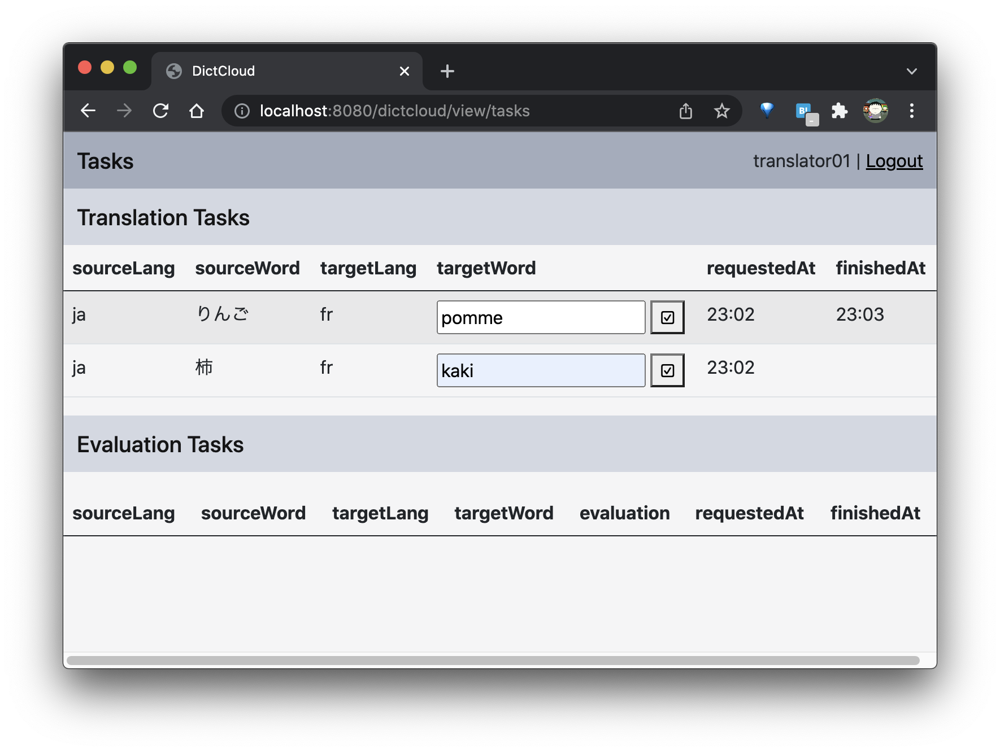 DictCloud
localhost:8080/dictcloud/view/tasks
B!
Tasks translator01 | Logout
Translation Tasks
sourceLang sourceWord targetLang targetWord requestedAt finishedAt
ja りんご fr pomme 23:02 23:03
ja 柿 fr kaki 23:02
Evaluation Tasks
sourceLang sourceWord targetLang targetWord evaluation requestedAt finishedAt